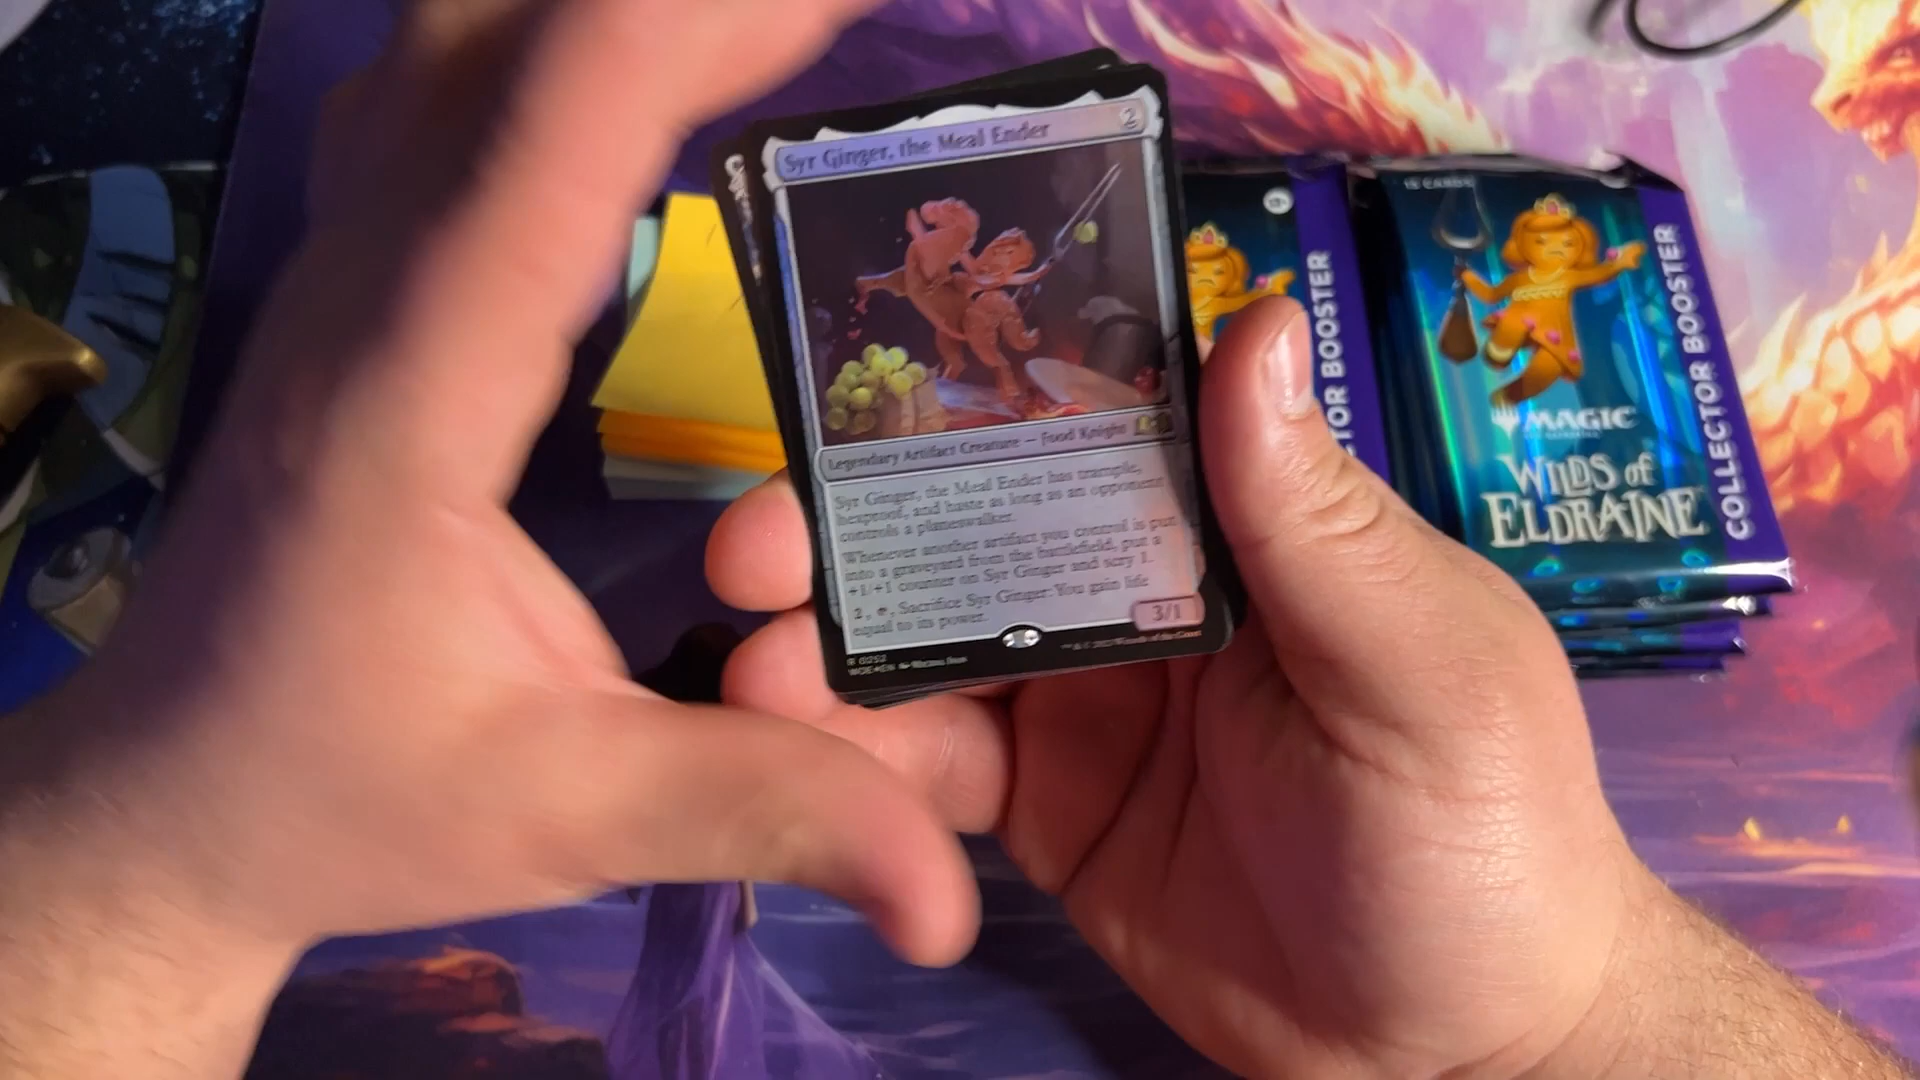 Syr Ginger, the Meal Ender 2
Legendary Artifact Creature — Food Knight
Syr Ginger, the Meal Ender has trample,
hexproof, and haste as long as an opponent
controls a planeswalker.
Whenever another artifact you control is put
into a graveyard from the battlefield, put a
+1/+1 counter on Syr Ginger and scry 1.
2, Sacrifice Syr Ginger: You gain life
equal to its power.
3/1
R 0252
WOE • EN
15 CARDS
MAGIC
WILDS of
ELDRAINE
COLLECTOR BOOSTER
TOR BOOSTER